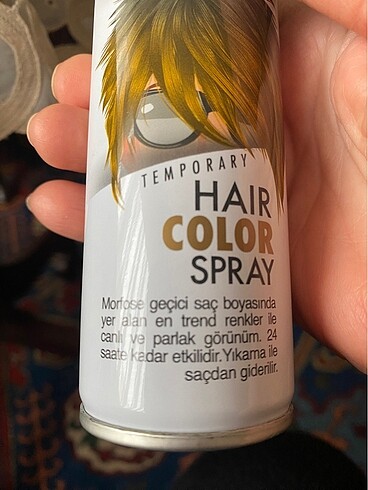 TEMPORARY
HAIR
COLOR
SPRAY
Morfose geçici saç boyasında
yer alan en trend renkler ile
canlı ve parlak görünüm. 24
saate kadar etkilidir.Yıkama ile
saçdan giderilir.